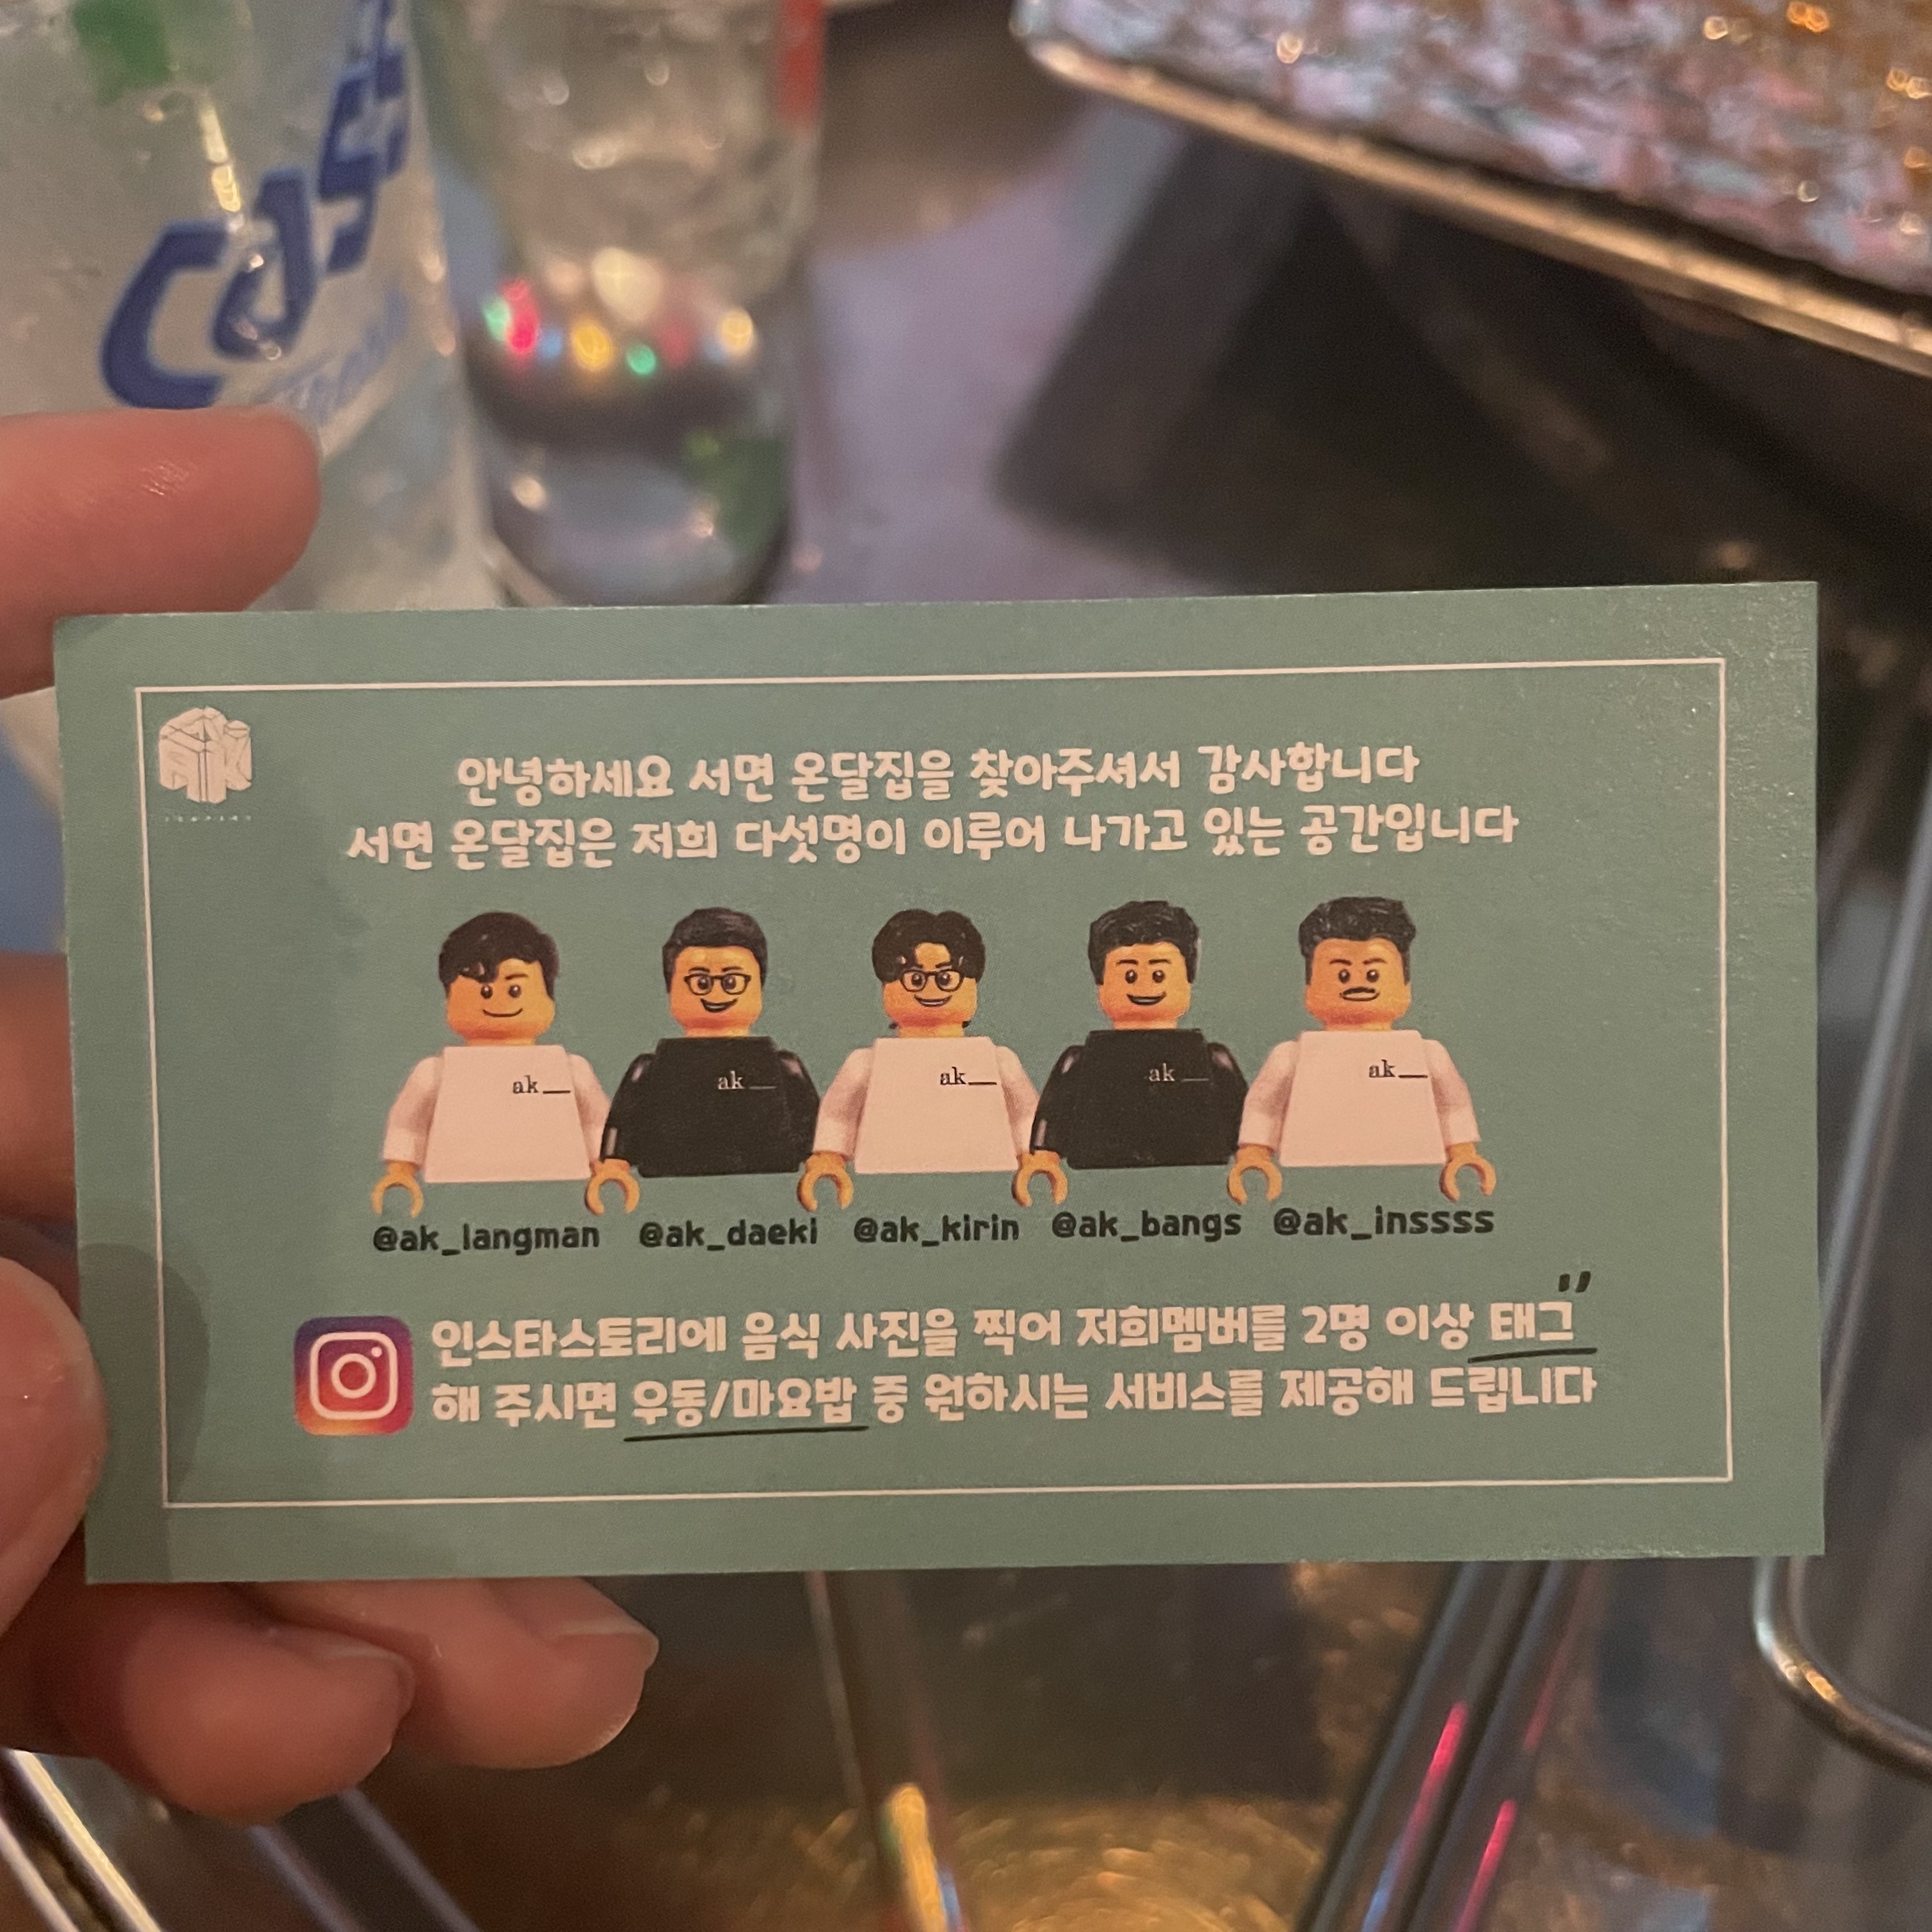 CASS
Fresh
AK
안녕하세요 서면 온달집을 찾아주셔서 감사합니다
서면 온달집은 저희 다섯명이 이루어 나가고 있는 공간입니다
ak__ ak__ ak__ ak__ ak__
@ak_langman @ak_daeki @ak_kirin @ak_bangs @ak_inssss
인스타스토리에 음식 사진을 찍어 저희멤버를 2명 이상 태그
해 주시면 우동/마요밥 중 원하시는 서비스를 제공해 드립니다